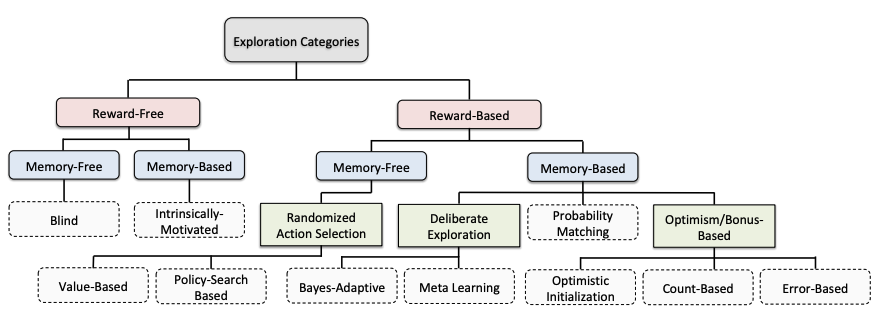 Exploration Categories
Reward-Free
Reward-Based
Memory-Free
Memory-Based
Memory-Free
Memory-Based
Blind
Intrinsically-
Motivated
Randomized
Action Selection
Deliberate
Exploration
Probability
Matching
Optimism/Bonus-
Based
Value-Based
Policy-Search
Based
Bayes-Adaptive
Meta Learning
Optimistic
Initialization
Count-Based
Error-Based